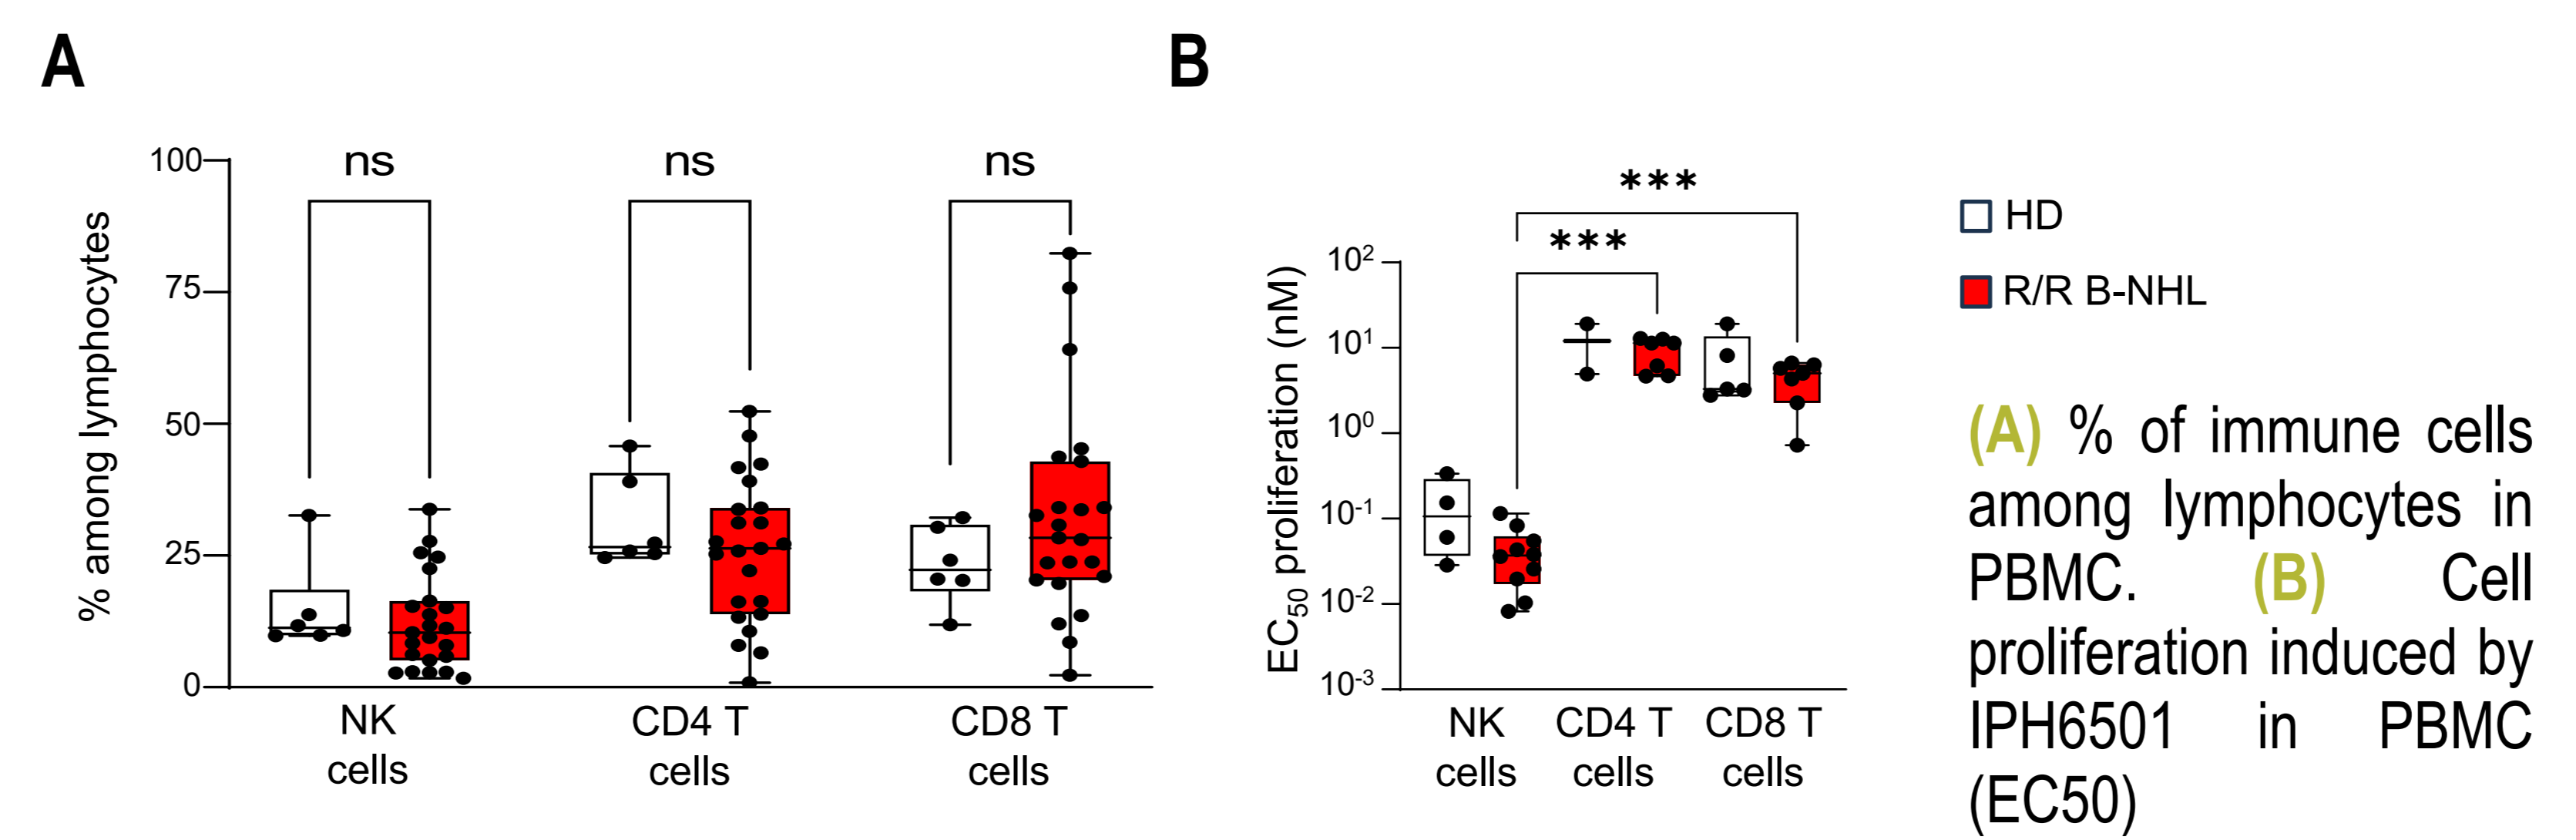 A
B
ns ns ns
100
75
50
25
0
% among lymphocytes
NK cells
CD4 T cells
CD8 T cells
***
***
10²
10¹
10⁰
10⁻¹
10⁻²
10⁻³
EC₅₀ proliferation (nM)
NK cells
CD4 T cells
CD8 T cells
HD
R/R B-NHL
(A) % of immune cells
among lymphocytes in
PBMC. (B) Cell
proliferation induced by
IPH6501 in PBMC
(EC50)